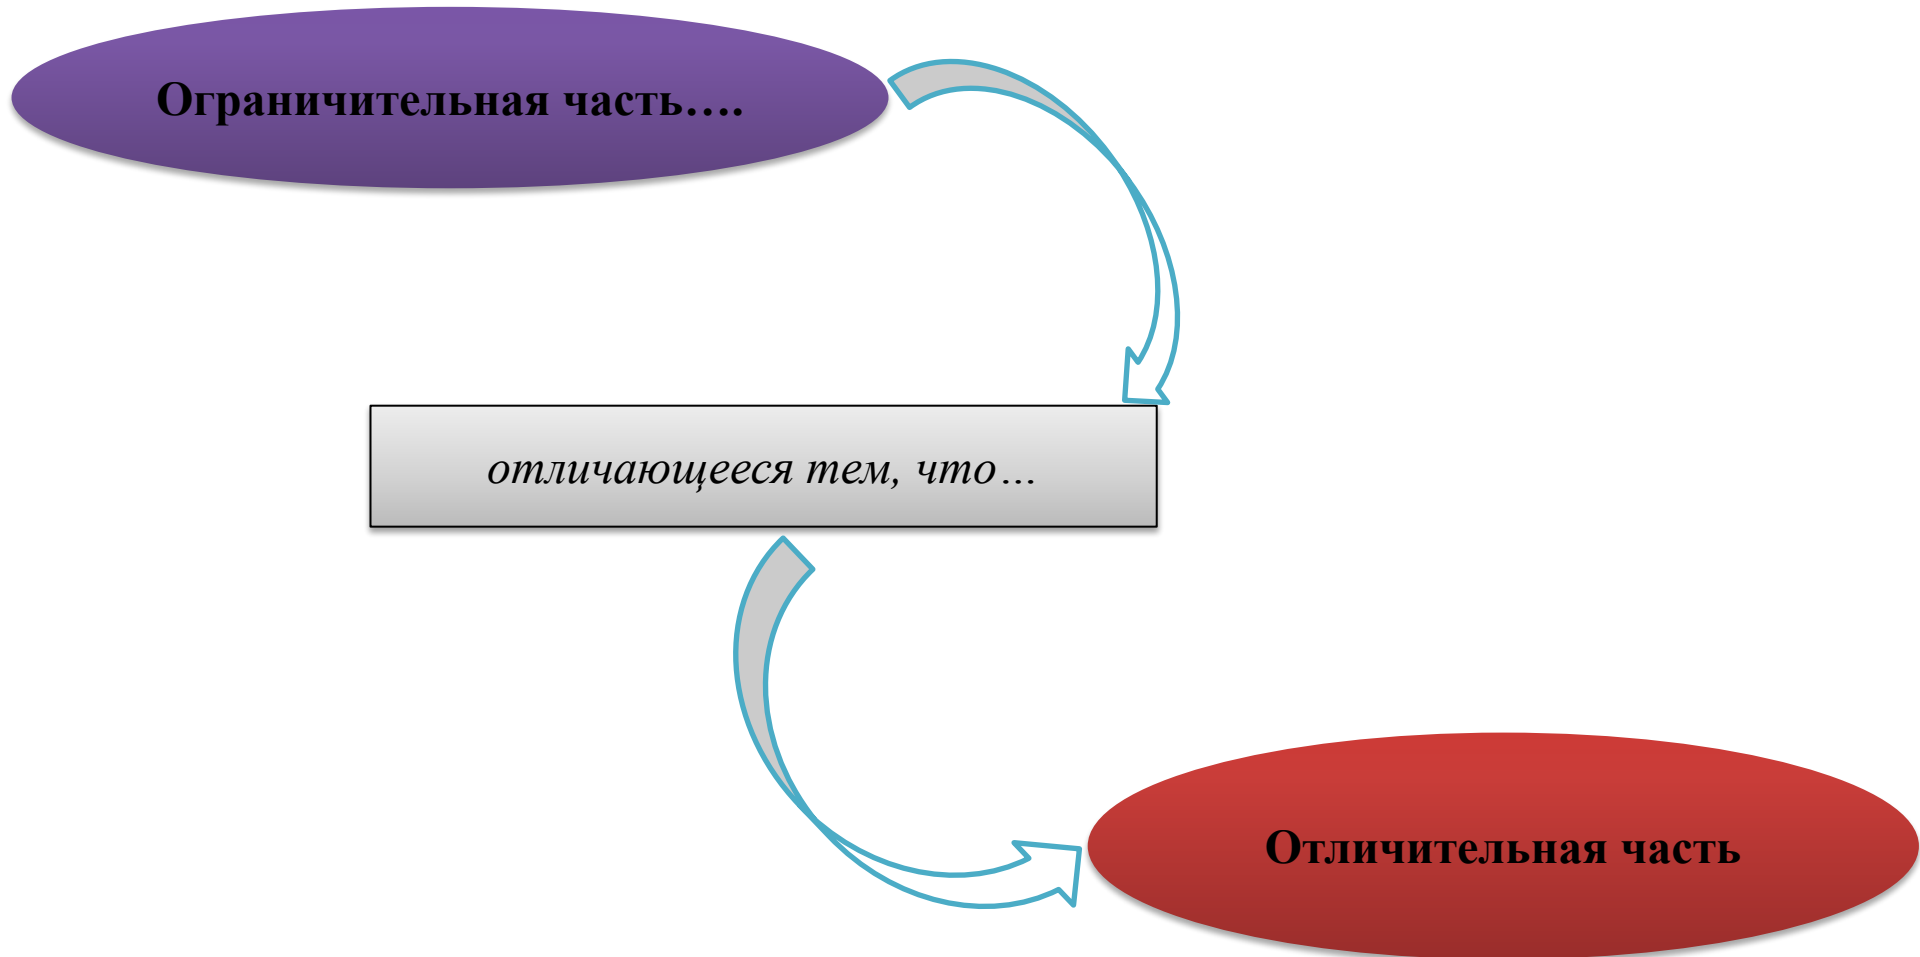 Ограничительная часть….
отличающееся тем, что…
Отличительная часть